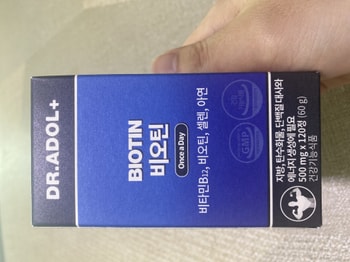 DR.ADOL+
BIOTIN
비오틴
Once a Day
비타민B12, 비오틴, 셀렌, 아연
GMP
지방, 탄수화물, 단백질 대사와
에너지 생성에 필요
500 mg x 120정 (60 g)
건강기능식품